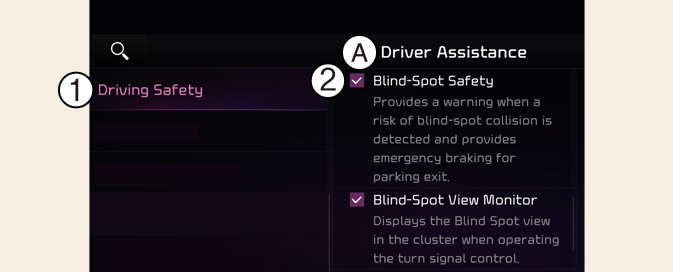 A Driver Assistance
1 Driving Safety
2 Blind-Spot Safety
Provides a warning when a
risk of blind-spot collision is
detected and provides
emergency braking for
parking exit.
Blind-Spot View Monitor
Displays the Blind Spot view
in the cluster when operating
the turn signal control.